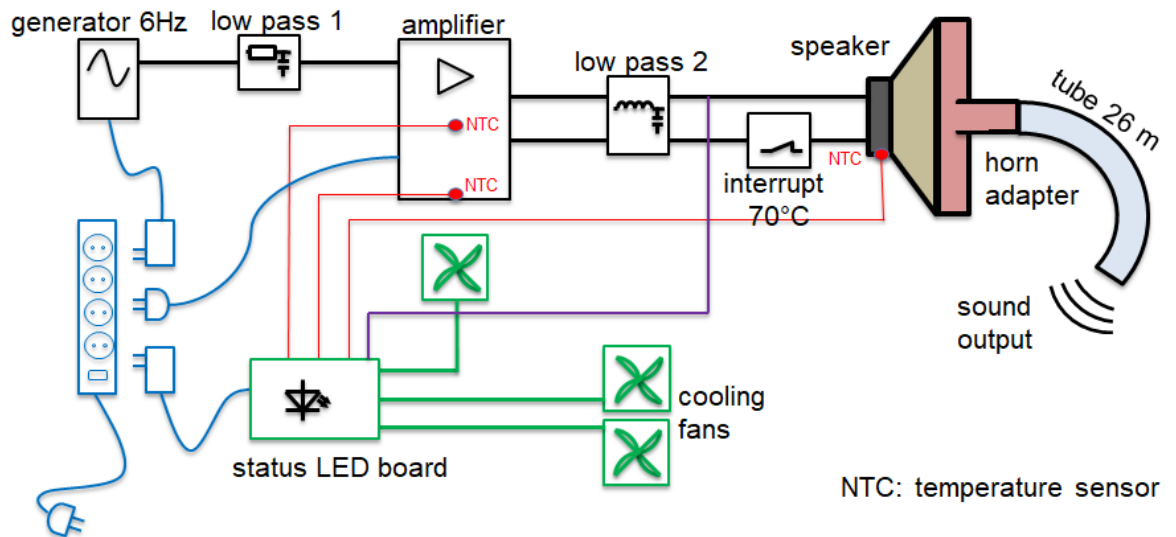 generator 6Hz
low pass 1
amplifier
low pass 2
speaker
tube 26 m
NTC
NTC
NTC
interrupt
70°C
horn
adapter
sound
output
cooling
fans
status LED board
NTC: temperature sensor